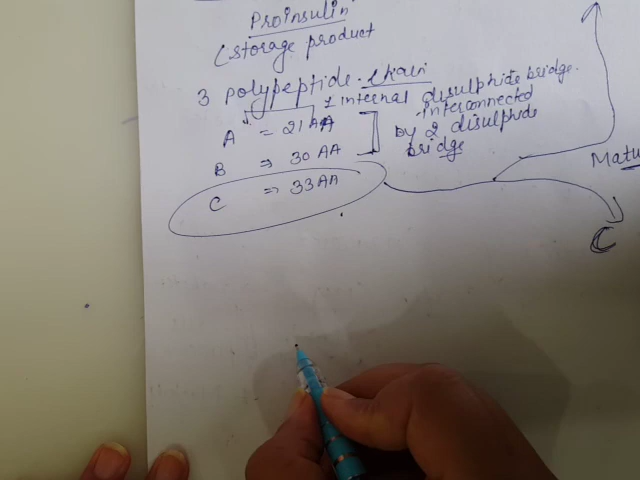 Proinsulin
(storage product
3 polypeptide chain
1 internal disulphide bridge.
A = 21 AA
interconnected
by 2 disulphide
bridge
B ⇒ 30 AA
C ⇒ 33 AA
Matu
C